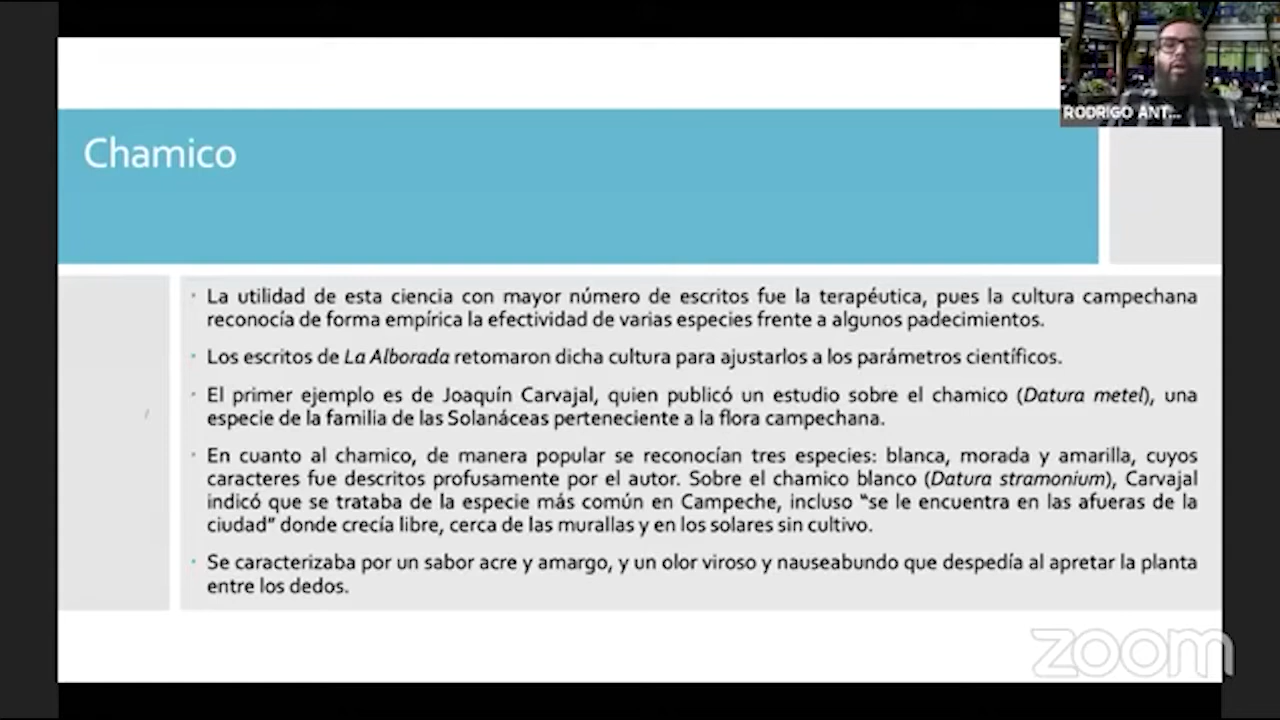 RODRIGO ANT...
Chamico
La utilidad de esta ciencia con mayor número de escritos fue la terapéutica, pues la cultura campechana
reconocía de forma empírica la efectividad de varias especies frente a algunos padecimientos.
Los escritos de La Alborada retomaron dicha cultura para ajustarlos a los parámetros científicos.
El primer ejemplo es de Joaquín Carvajal, quien publicó un estudio sobre el chamico (Datura metel), una
especie de la familia de las Solanáceas perteneciente a la flora campechana.
En cuanto al chamico, de manera popular se reconocían tres especies: blanca, morada y amarilla, cuyos
caracteres fue descritos profusamente por el autor. Sobre el chamico blanco (Datura stramonium), Carvajal
indicó que se trataba de la especie más común en Campeche, incluso “se le encuentra en las afueras de la
ciudad” donde crecía libre, cerca de las murallas y en los solares sin cultivo.
Se caracterizaba por un sabor acre y amargo, y un olor viroso y nauseabundo que despedía al apretar la planta
entre los dedos.
zoom